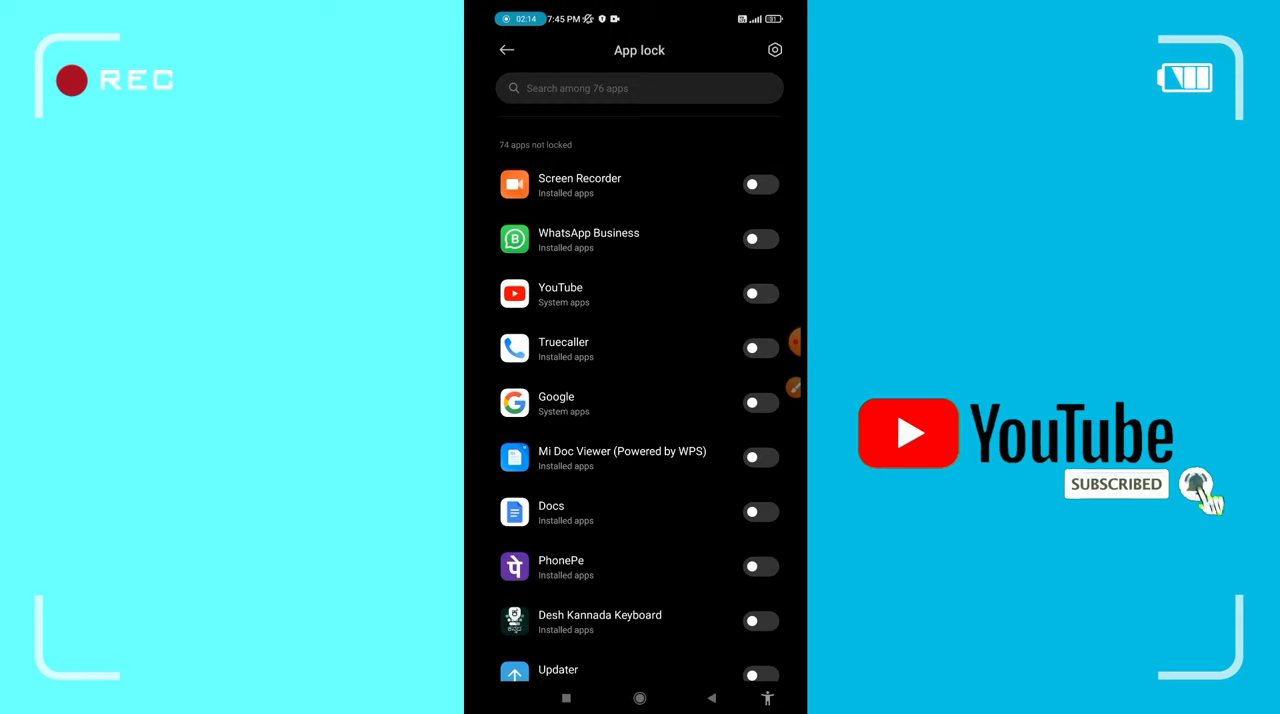 REC
02:14 7:45 PM
App lock
Search among 76 apps
74 apps not locked
Screen Recorder
Installed apps
WhatsApp Business
Installed apps
YouTube
System apps
Truecaller
Installed apps
Google
System apps
Mi Doc Viewer (Powered by WPS)
Installed apps
Docs
Installed apps
PhonePe
Installed apps
Desh Kannada Keyboard
Installed apps
Updater
YouTube
SUBSCRIBED